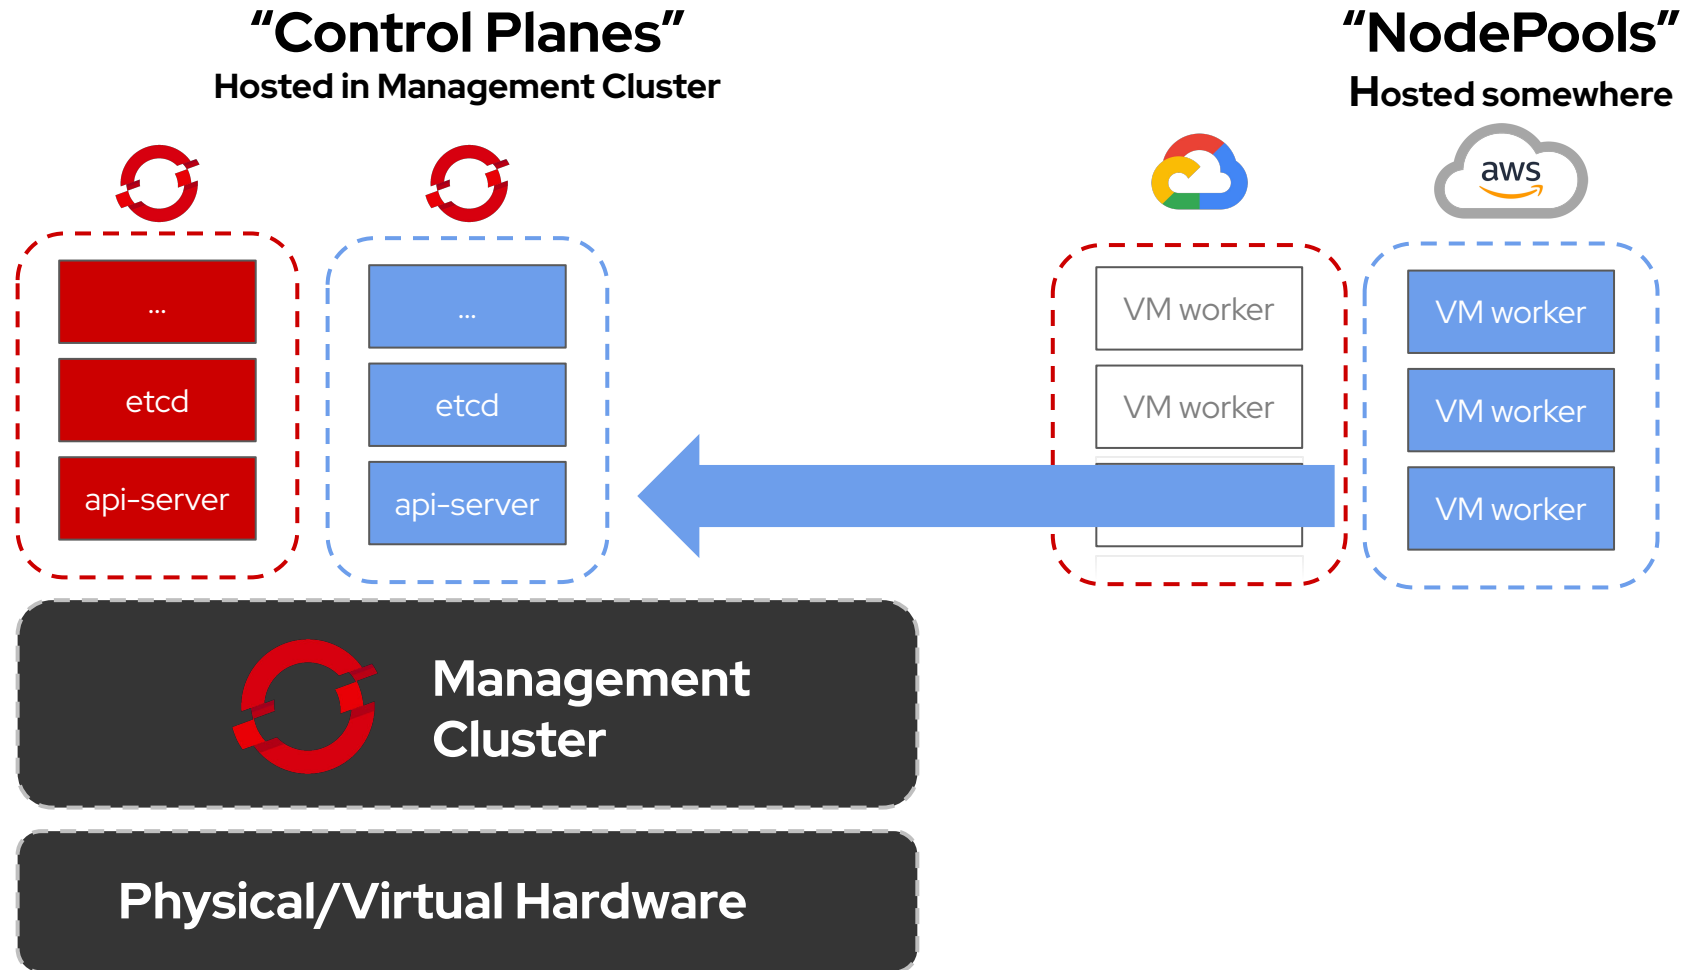 “Control Planes”
Hosted in Management Cluster
...
etcd
api-server
...
etcd
api-server
“NodePools”
Hosted somewhere
aws
VM worker
VM worker
VM worker
VM worker
VM worker
Management
Cluster
Physical/Virtual Hardware